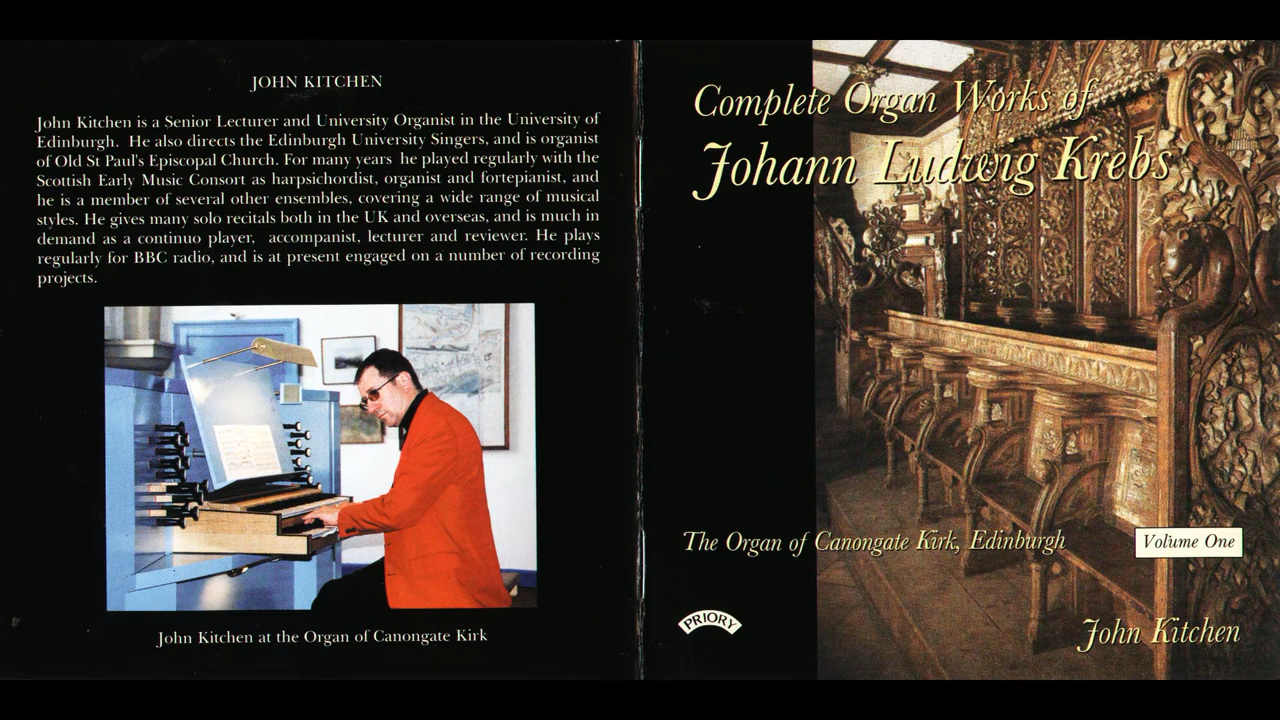 JOHN KITCHEN
John Kitchen is a Senior Lecturer and University Organist in the University of
Edinburgh. He also directs the Edinburgh University Singers, and is organist
of Old St Paul's Episcopal Church. For many years he played regularly with the
Scottish Early Music Consort as harpsichordist, organist and fortepianist, and
he is a member of several other ensembles, covering a wide range of musical
styles. He gives many solo recitals both in the UK and overseas, and is much in
demand as a continuo player, accompanist, lecturer and reviewer. He plays
regularly for BBC radio, and is at present engaged on a number of recording
projects.
John Kitchen at the Organ of Canongate Kirk
Complete Organ Works of
Johann Ludwig Krebs
The Organ of Canongate Kirk, Edinburgh
Volume One
PRIORY
John Kitchen